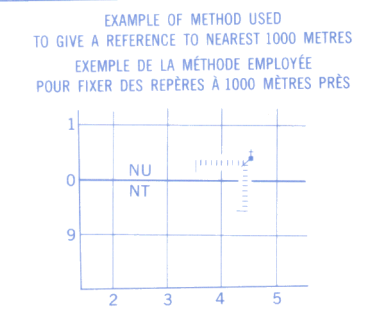 EXAMPLE OF METHOD USED
TO GIVE A REFERENCE TO NEAREST 1000 METRES
EXEMPLE DE LA MÉTHODE EMPLOYÉE
POUR FIXER DES REPÈRES À 1000 MÈTRES PRÈS
1
NU
0
NT
9
2 3 4 5